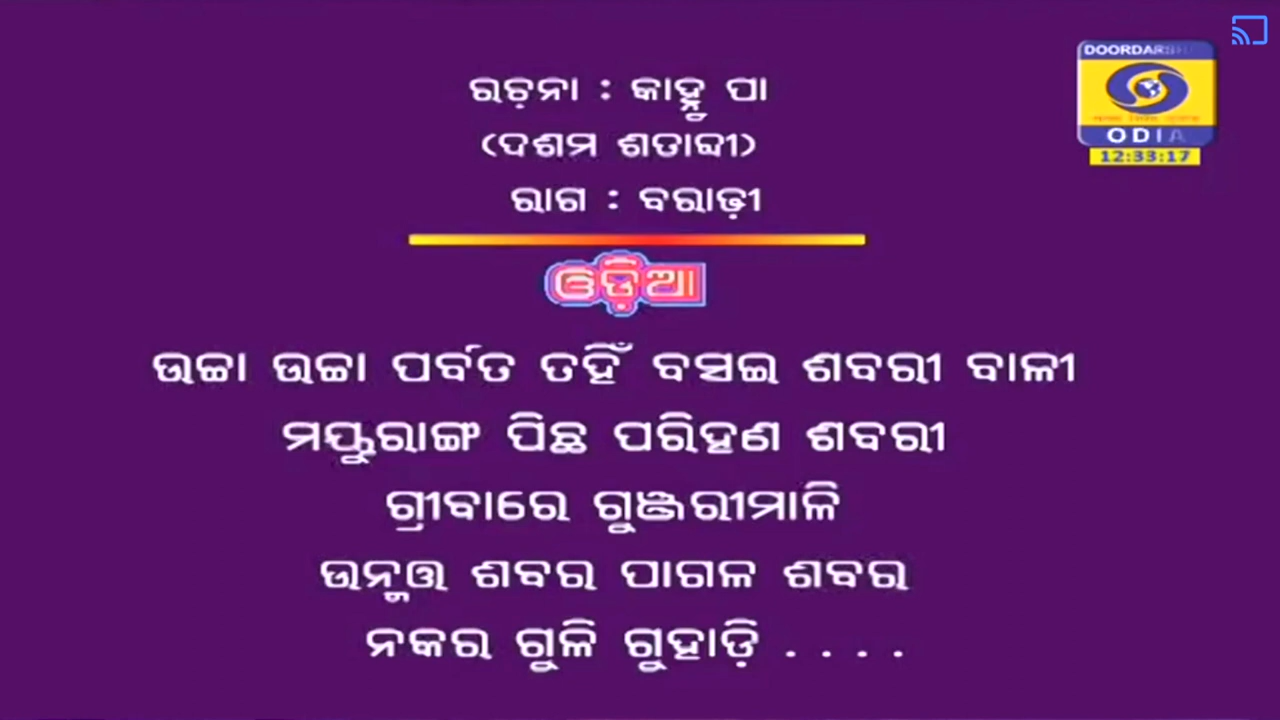 ରଚନା : କାହ୍ନୁ ପା
(ଦଶମ ଶତାବ୍ଦୀ)
ରାଗ : ବରାଢ଼ୀ
DOORDARSHAN
ODIA
12:33:17
ଓଡ଼ିଆ
ଉଚ୍ଚା ଉଚ୍ଚା ପର୍ବତ ତହିଁ ବସଇ ଶବରୀ ବାଳୀ
ମୟୁରାଙ୍ଗ ପିଛ ପରିହଣ ଶବରୀ
ଗ୍ରୀବାରେ ଗୁଞ୍ଜରୀମାଳି
ଉନ୍ମତ୍ତ ଶବର ପାଗଳ ଶବର
ନକର ଗୁଳି ଗୁହାଡ଼ି . . . .